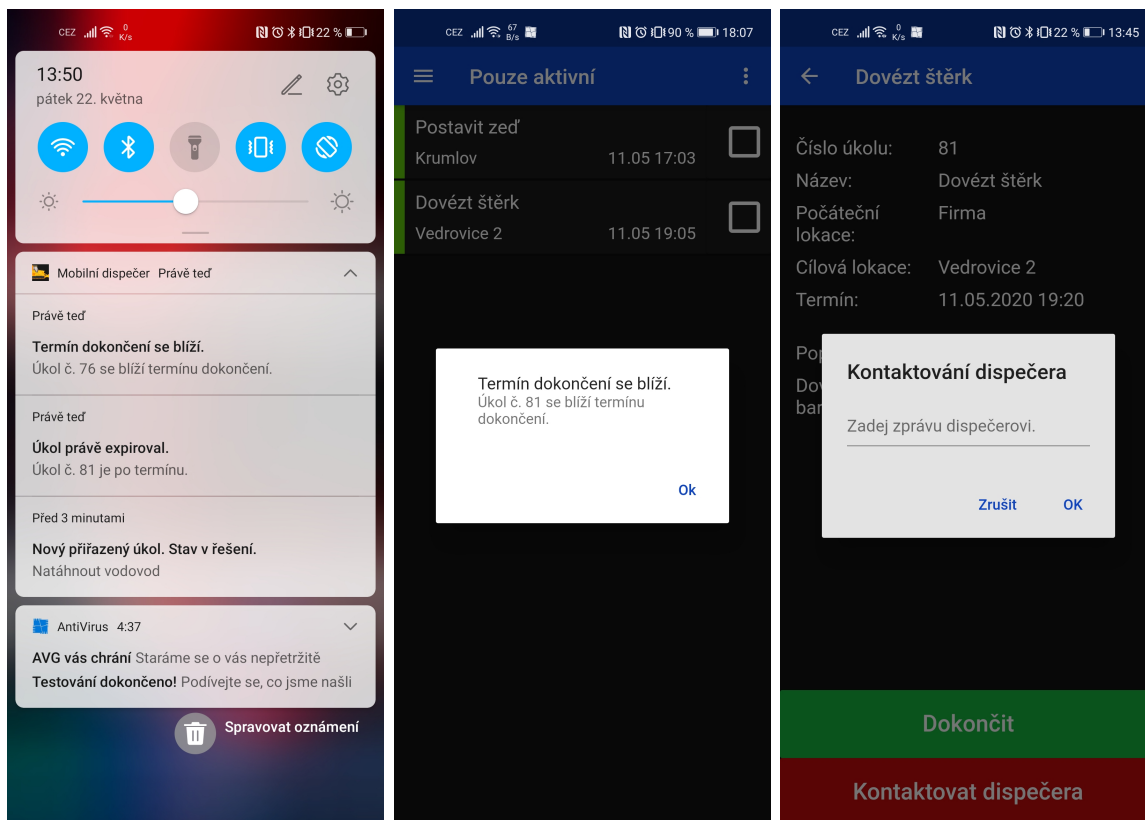 CEZ 0 K/s 22 %
13:50
pátek 22. května
Mobilní dispečer Právě teď
Právě teď
Termín dokončení se blíží.
Úkol č. 76 se blíží termínu dokončení.
Právě teď
Úkol právě expiroval.
Úkol č. 81 je po termínu.
Před 3 minutami
Nový přiřazený úkol. Stav v řešení.
Natáhnout vodovod
AntiVirus 4:37
AVG vás chrání Staráme se o vás nepřetržitě
Testování dokončeno! Podívejte se, co jsme našli
Spravovat oznámení
CEZ 67 B/s 90 % 18:07
Pouze aktivní
Postavit zeď
Krumlov 11.05 17:03
Dovézt štěrk
Vedrovice 2 11.05 19:05
Termín dokončení se blíží.
Úkol č. 81 se blíží termínu
dokončení.
Ok
CEZ 0 K/s 22 % 13:45
Dovézt štěrk
Číslo úkolu: 81
Název: Dovézt štěrk
Počáteční Firma
lokace:
Cílová lokace: Vedrovice 2
Termín: 11.05.2020 19:20
Kontaktování dispečera
Zadej zprávu dispečerovi.
Zrušit OK
Dokončit
Kontaktovat dispečera